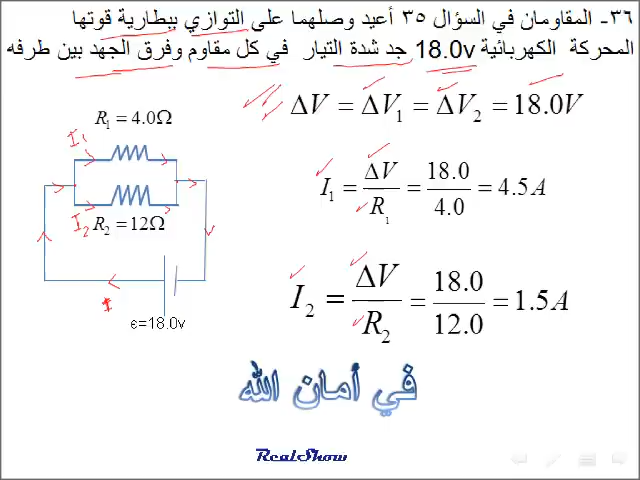 ٣٦- المقاومان في السؤال ٣٥ أعيد وصلهما على التوازي ببطارية قوتها
المحركة الكهربائية 18.0v جد شدة التيار في كل مقاوم وفرق الجهد بين طرفه
ΔV = ΔV₁ = ΔV₂ = 18.0V
R₁ = 4.0Ω
I₁
I₁ = ΔV / R₁ = 18.0 / 4.0 = 4.5 A
I₂ R₂ = 12Ω
I₂ = ΔV / R₂ = 18.0 / 12.0 = 1.5 A
I
є=18.0v
في أمان الله
RealShow